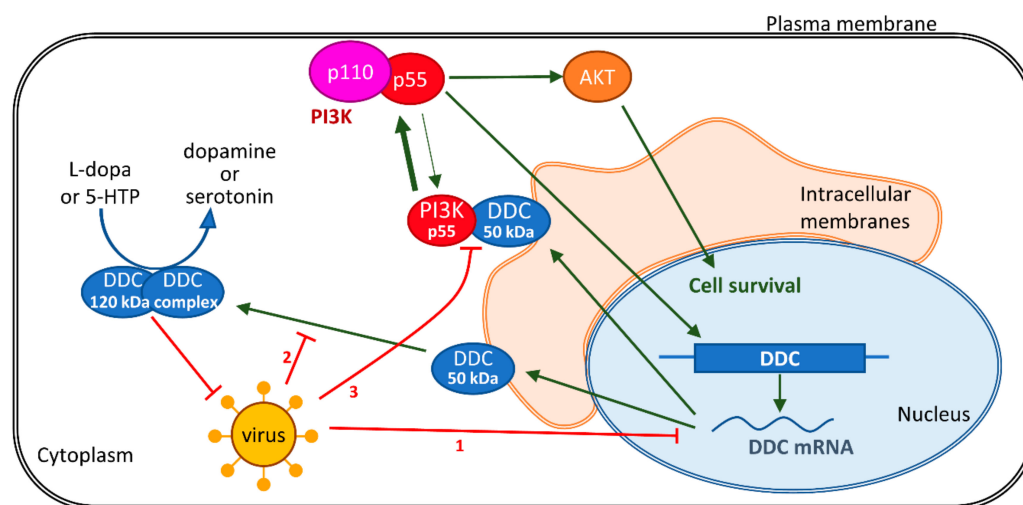 Plasma membrane
p110
p55
AKT
PI3K
L-dopa
or 5-HTP
dopamine
or
serotonin
Intracellular
membranes
PI3K
p55
DDC
50 kDa
DDC
120 kDa
DDC
complex
Cell survival
DDC
50 kDa
DDC
2
3
1
virus
DDC mRNA
Nucleus
Cytoplasm